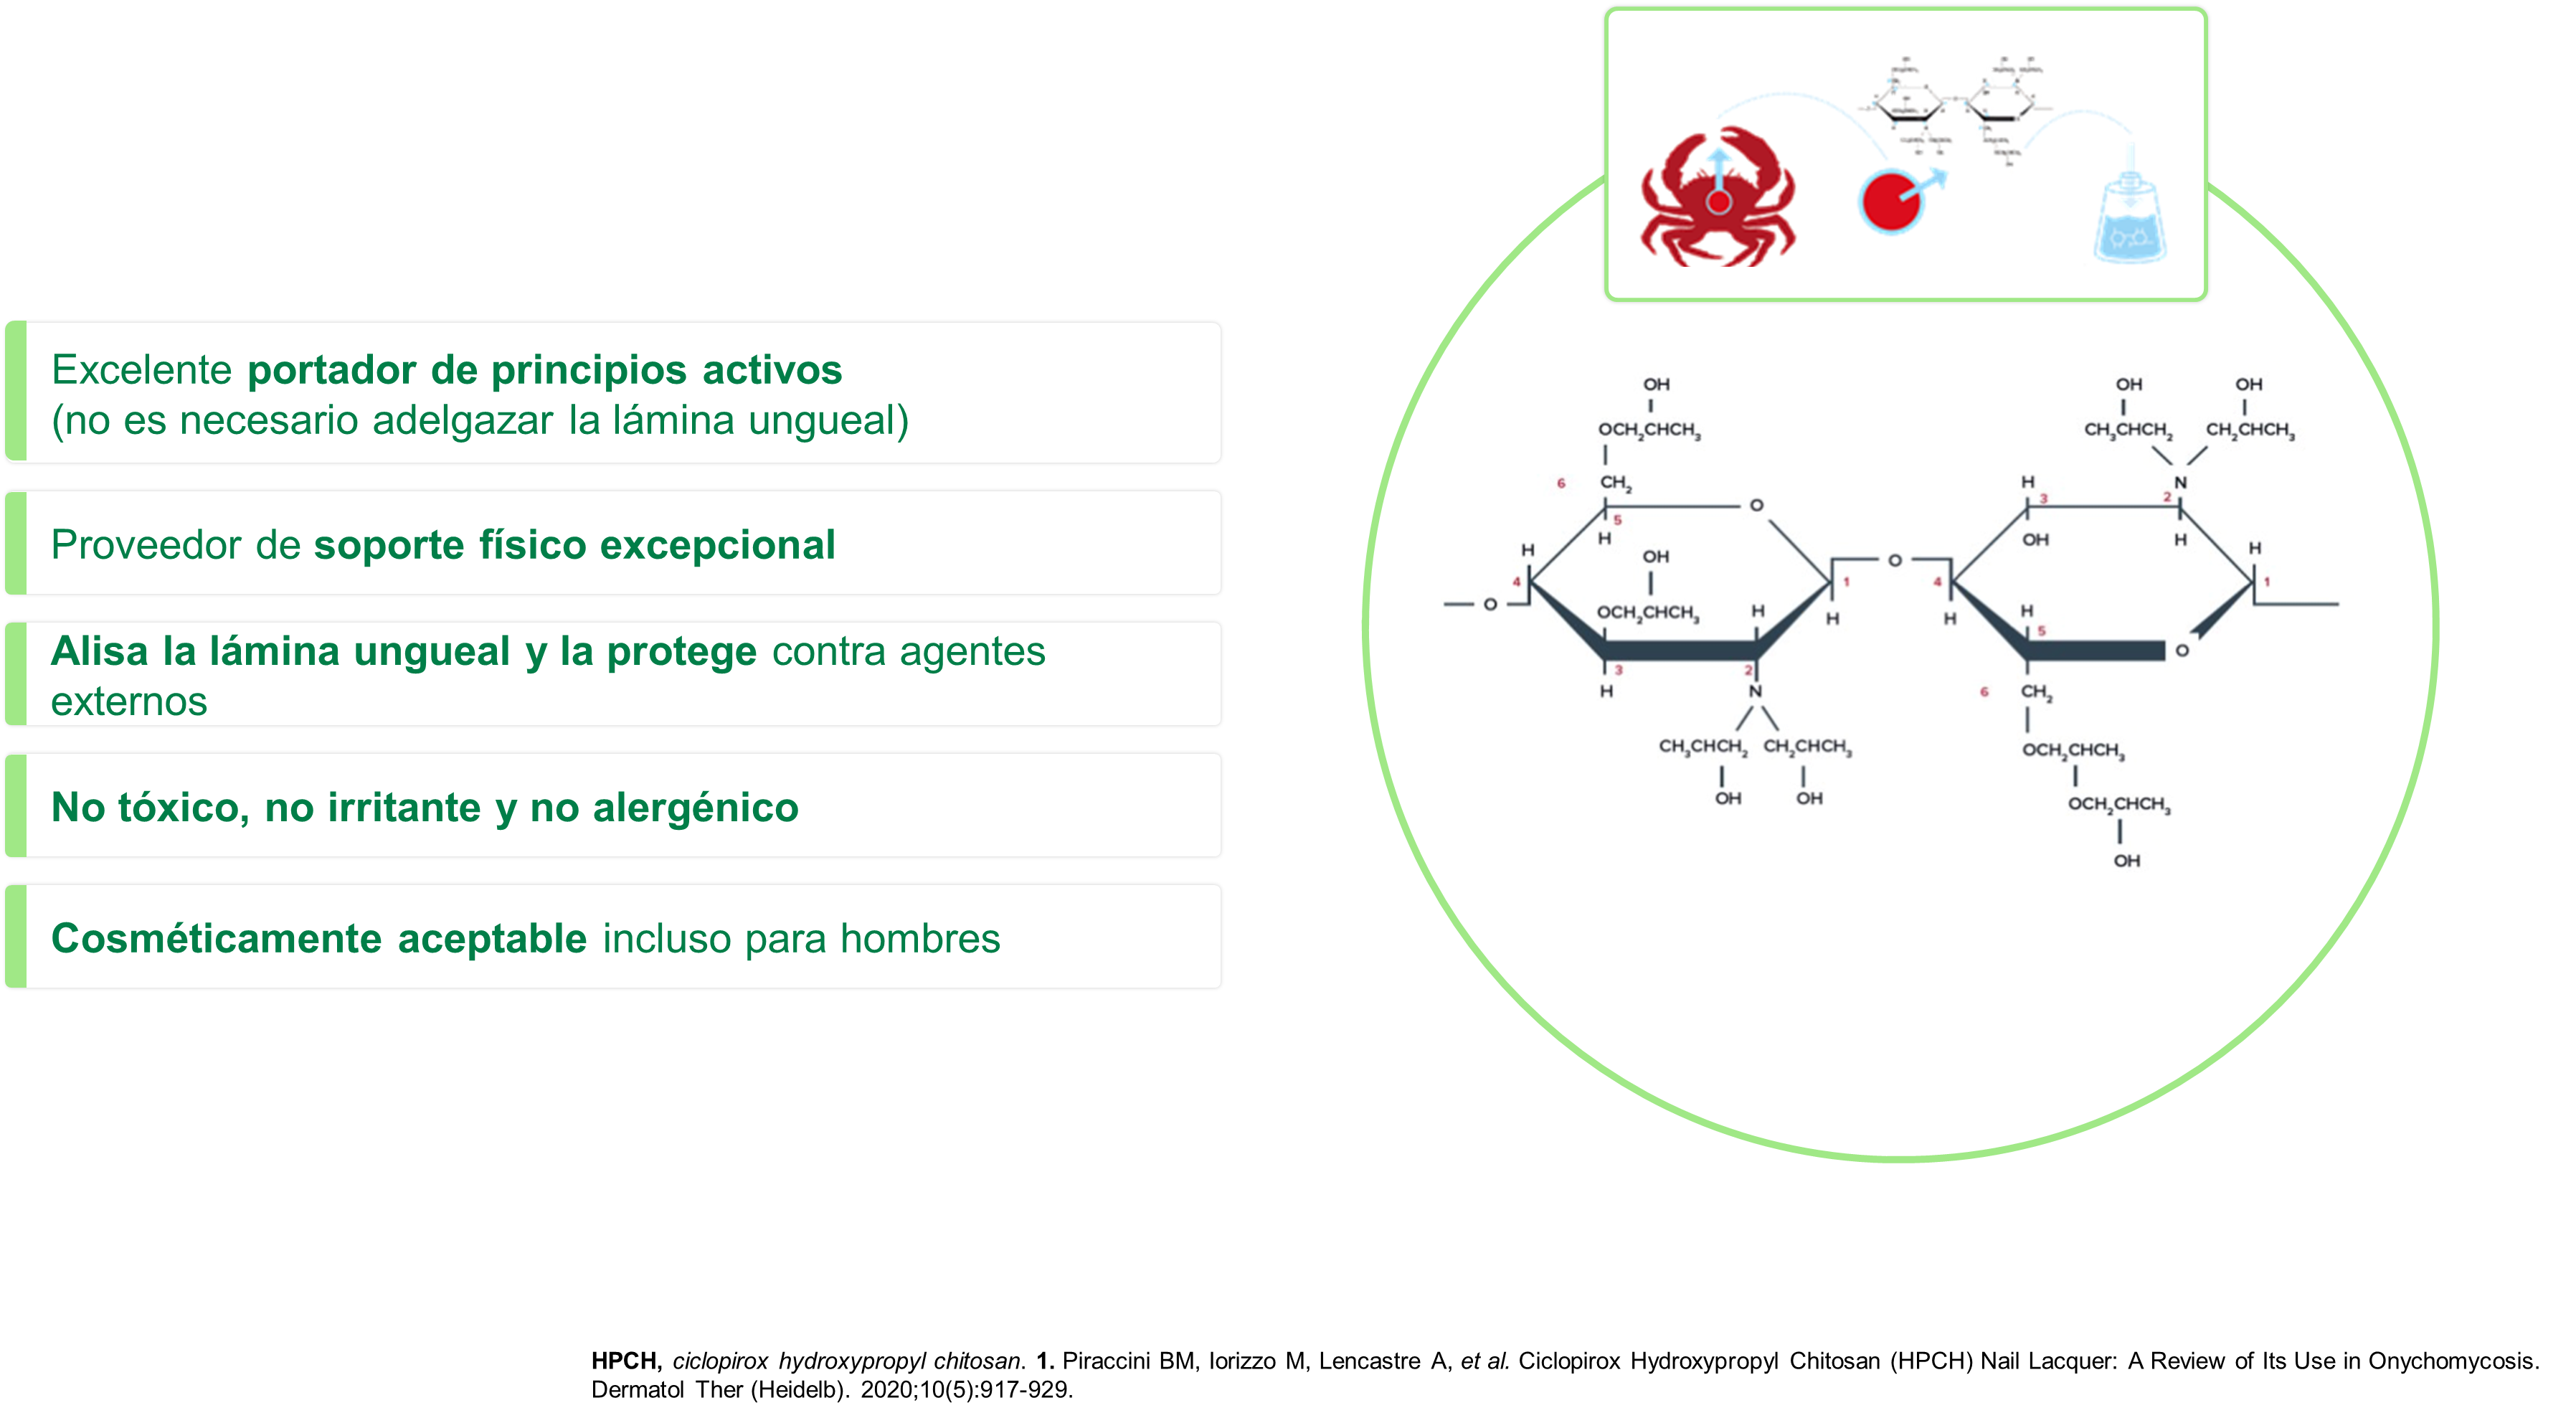 Excelente portador de principios activos
(no es necesario adelgazar la lámina ungueal)
Proveedor de soporte físico excepcional
Alisa la lámina ungueal y la protege contra agentes
externos
No tóxico, no irritante y no alergénico
Cosméticamente aceptable incluso para hombres
OH OH OH
OCH₂CHCH₃ CH₃CHCH₂ CH₂CHCH₃
6 CH₂ H 3 2 N
5 O
H OH H
H OH H
4 1 O 4 1
O
OCH₂CHCH₃ H H H H
5
3 2 O
H N 6 CH₂
CH₃CHCH₂ CH₂CHCH₃ OCH₂CHCH₃
OH OH OCH₂CHCH₃
OH
HPCH, ciclopirox hydroxypropyl chitosan. 1. Piraccini BM, Iorizzo M, Lencastre A, et al. Ciclopirox Hydroxypropyl Chitosan (HPCH) Nail Lacquer: A Review of Its Use in Onychomycosis.
Dermatol Ther (Heidelb). 2020;10(5):917-929.